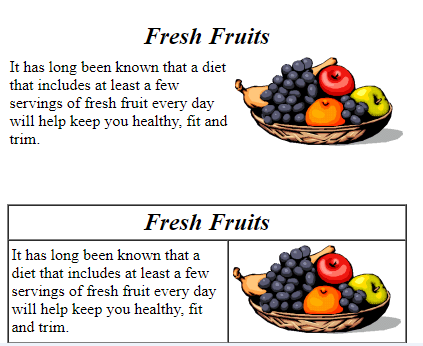 Fresh Fruits
It has long been known that a diet
that includes at least a few
servings of fresh fruit every day
will help keep you healthy, fit and
trim.
Fresh Fruits
It has long been known that a
diet that includes at least a few
servings of fresh fruit every day
will help keep you healthy, fit
and trim.